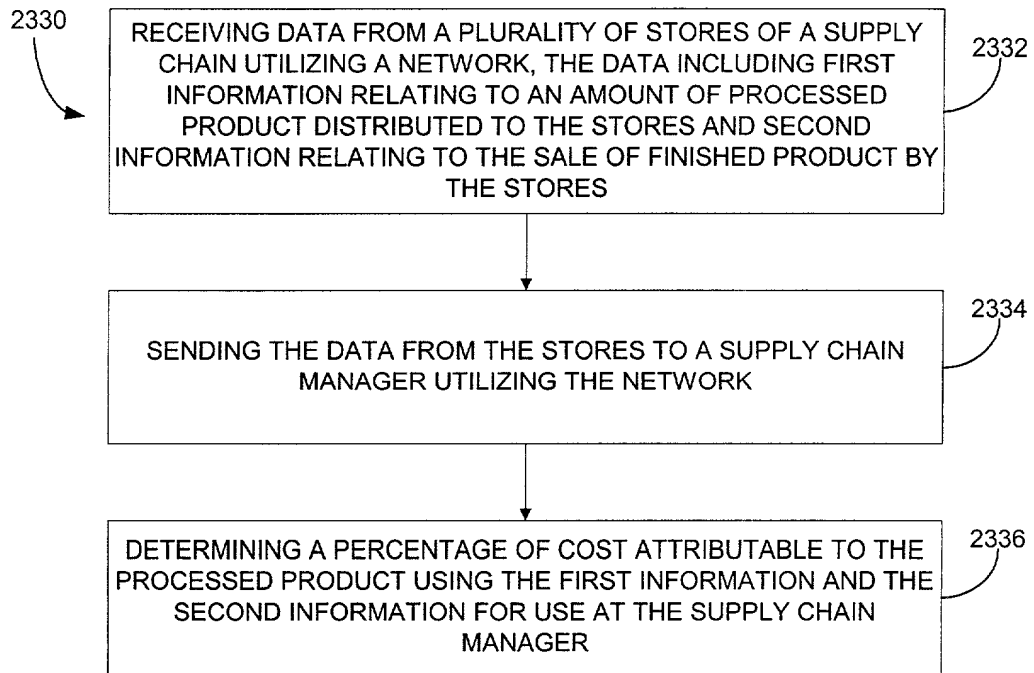 2330
RECEIVING DATA FROM A PLURALITY OF STORES OF A SUPPLY
CHAIN UTILIZING A NETWORK, THE DATA INCLUDING FIRST
INFORMATION RELATING TO AN AMOUNT OF PROCESSED
PRODUCT DISTRIBUTED TO THE STORES AND SECOND
INFORMATION RELATING TO THE SALE OF FINISHED PRODUCT BY
THE STORES
2332
SENDING THE DATA FROM THE STORES TO A SUPPLY CHAIN
MANAGER UTILIZING THE NETWORK
2334
DETERMINING A PERCENTAGE OF COST ATTRIBUTABLE TO THE
PROCESSED PRODUCT USING THE FIRST INFORMATION AND THE
SECOND INFORMATION FOR USE AT THE SUPPLY CHAIN
MANAGER
2336